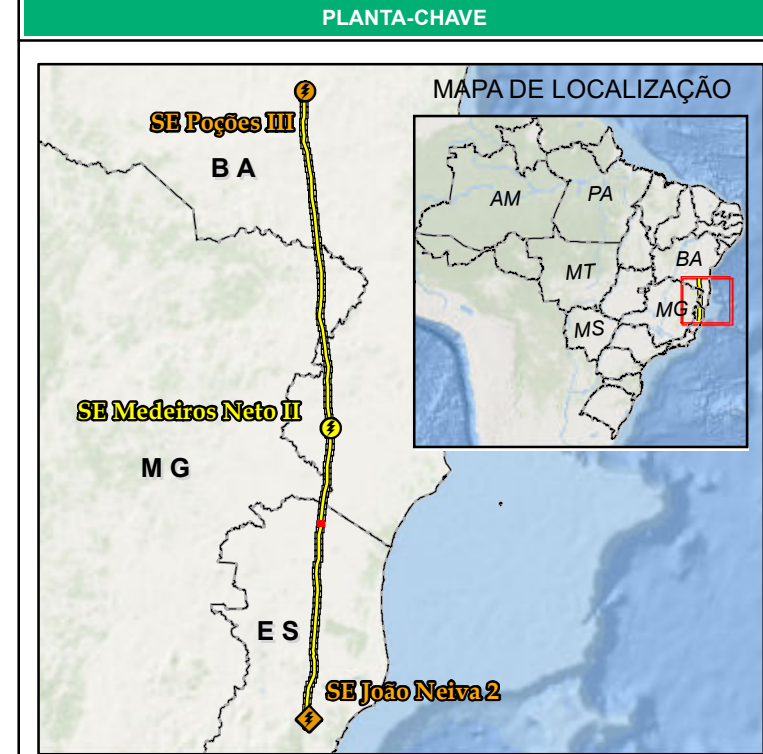 PLANTA-CHAVE
MAPA DE LOCALIZAÇÃO
SE Poções III
B A
AM
PA
BA
MT
MG
MS
SE Medeiros Neto II
M G
E S
SE João Neiva 2